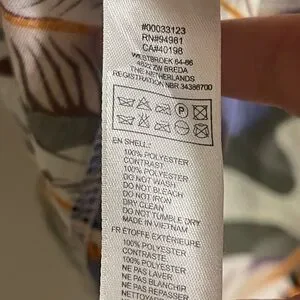 #00033123
RN#94981
CA#40198
WESTBROEK 64-66
4822 ZW BREDA
THE NETHERLANDS
REGISTRATION NBR 34386700
EN SHELL:
100% POLYESTER
CONTRAST:
100% POLYESTER
DO NOT WASH
DO NOT BLEACH
DO NOT IRON
DRY CLEAN
DO NOT TUMBLE DRY
MADE IN VIETNAM
FR ÉTOFFE EXTÉRIEURE
100% POLYESTER
CONTRASTE:
100% POLYESTER
NE PAS LAVER
NE PAS BLANCHIR
NE PAS REPASSER
NETTOYAGE